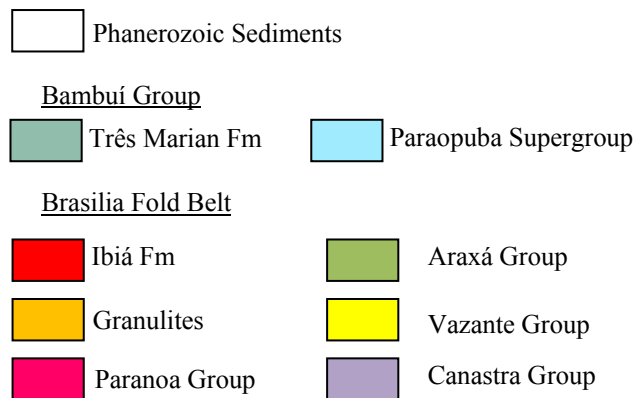 Phanerozoic Sediments
Bambuí Group
Três Marian Fm
Paraopuba Supergroup
Brasilia Fold Belt
Ibiá Fm
Araxá Group
Granulites
Vazante Group
Paranoa Group
Canastra Group